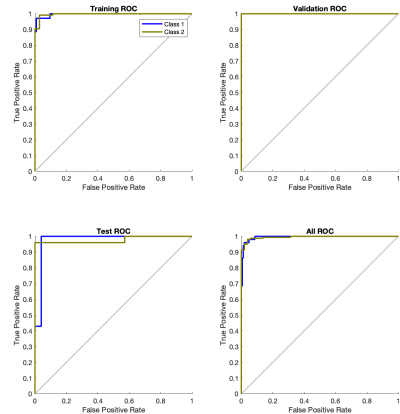 Training ROC
Validation ROC
1
0.9
0.8
0.7
0.6
0.5
0.4
0.3
0.2
0.1
0
True Positive Rate
Class 1
Class 2
0 0.2 0.4 0.6 0.8 1
False Positive Rate
1
0.9
0.8
0.7
0.6
0.5
0.4
0.3
0.2
0.1
0
True Positive Rate
0 0.2 0.4 0.6 0.8 1
False Positive Rate
Test ROC
All ROC
1
0.9
0.8
0.7
0.6
0.5
0.4
0.3
0.2
0.1
0
True Positive Rate
0 0.2 0.4 0.6 0.8 1
False Positive Rate
1
0.9
0.8
0.7
0.6
0.5
0.4
0.3
0.2
0.1
0
True Positive Rate
0 0.2 0.4 0.6 0.8 1
False Positive Rate